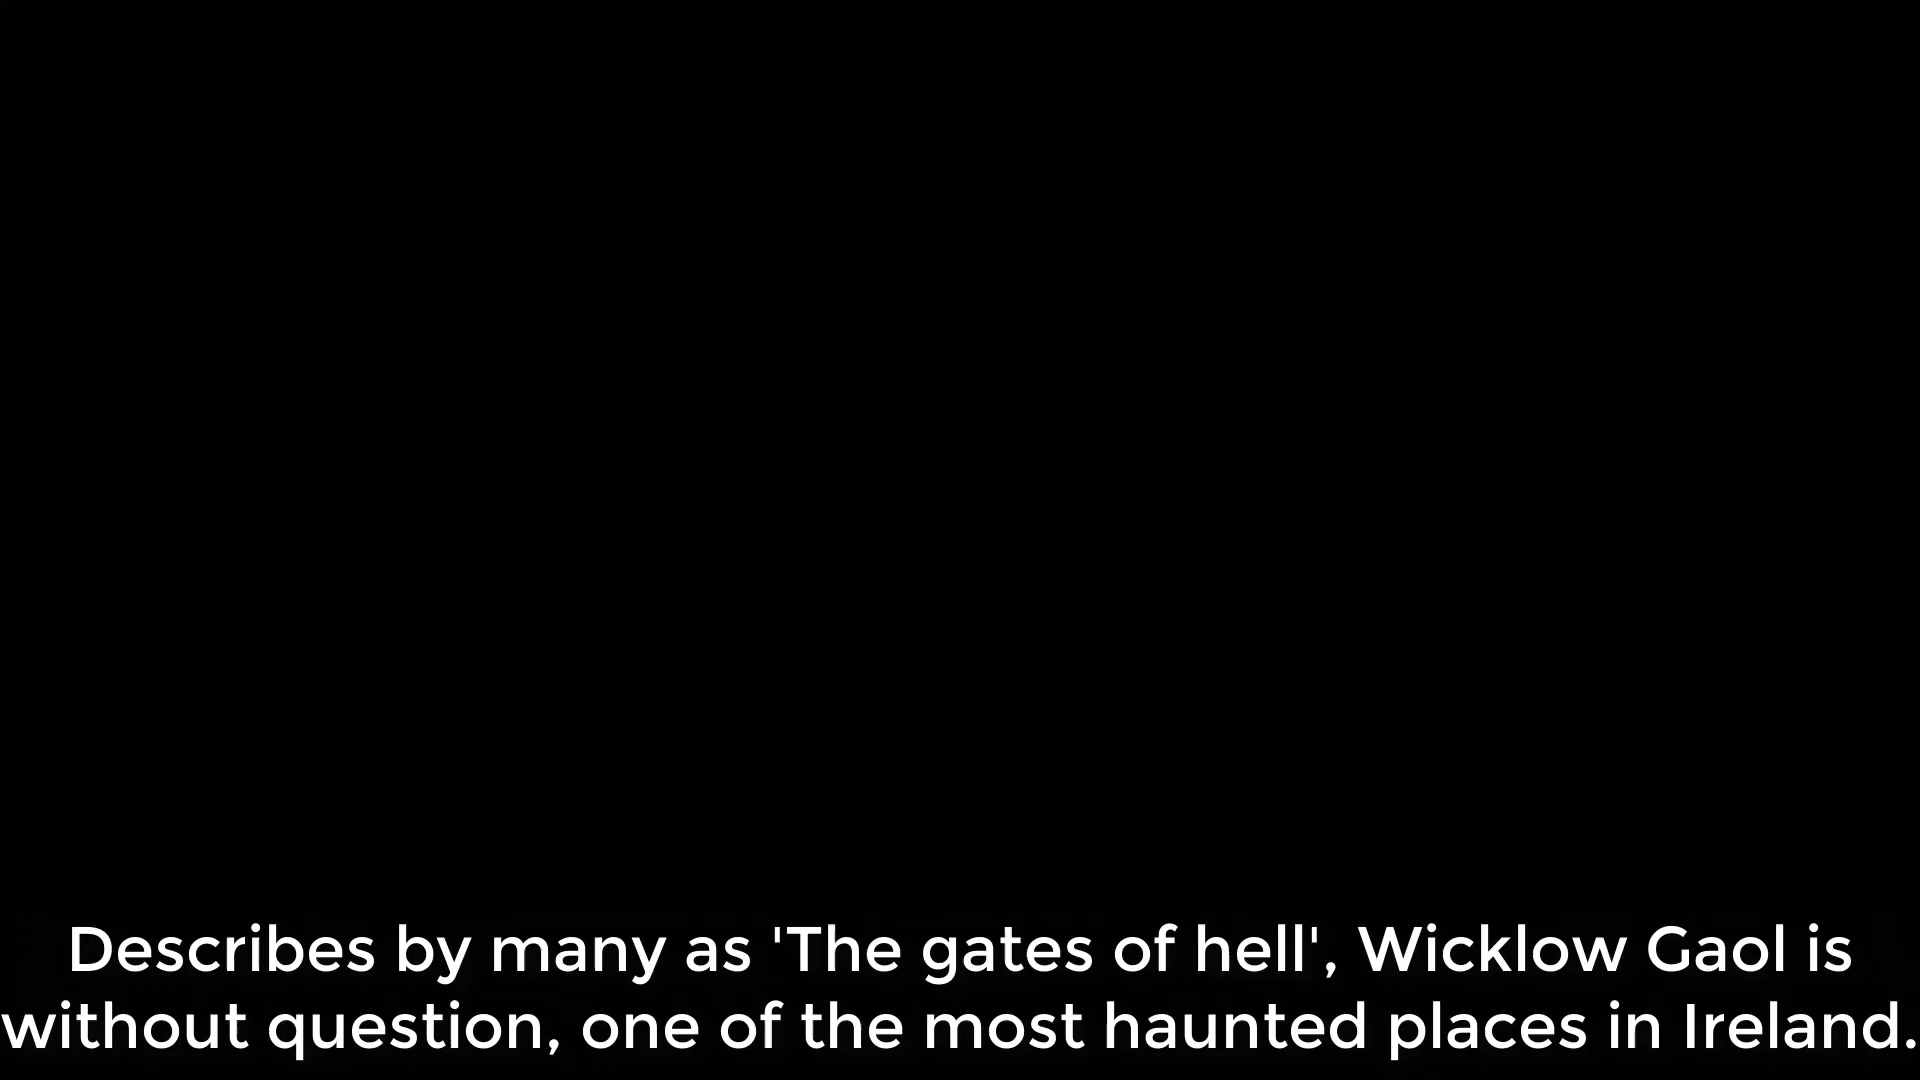 Describes by many as 'The gates of hell', Wicklow Gaol is
without question, one of the most haunted places in Ireland.